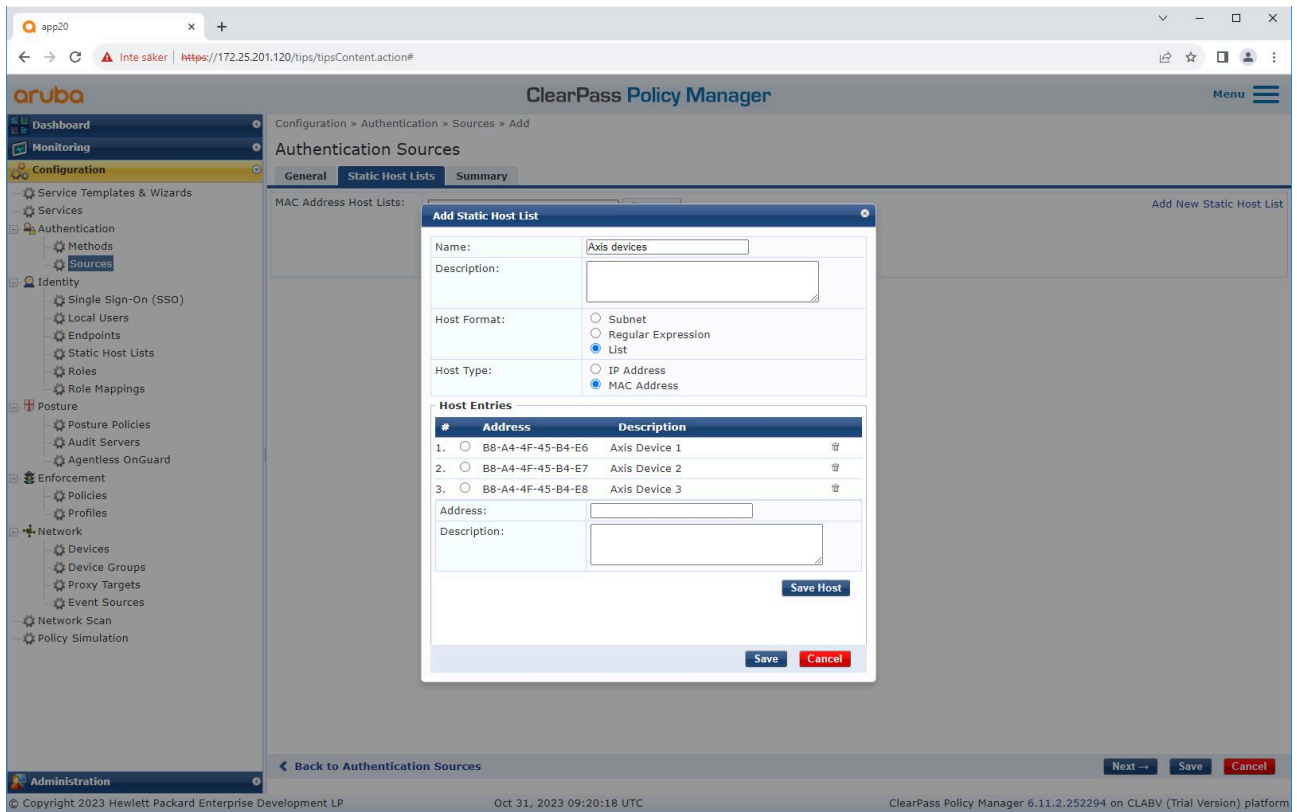 app20
Inte säker | https://172.25.201.120/tips/tipsContent.action#
aruba
ClearPass Policy Manager
Menu
Dashboard
Monitoring
Configuration
Service Templates & Wizards
Services
Authentication
Methods
Sources
Identity
Single Sign-On (SSO)
Local Users
Endpoints
Static Host Lists
Roles
Role Mappings
Posture
Posture Policies
Audit Servers
Agentless OnGuard
Enforcement
Policies
Profiles
Network
Devices
Device Groups
Proxy Targets
Event Sources
Network Scan
Policy Simulation
Administration
Configuration » Authentication » Sources » Add
Authentication Sources
General Static Host Lists Summary
MAC Address Host Lists:
Add New Static Host List
Add Static Host List
Name: Axis devices
Description:
Host Format: Subnet
Regular Expression
List
Host Type: IP Address
MAC Address
Host Entries
# Address Description
1. B8-A4-4F-45-B4-E6 Axis Device 1
2. B8-A4-4F-45-B4-E7 Axis Device 2
3. B8-A4-4F-45-B4-E8 Axis Device 3
Address:
Description:
Save Host
Save Cancel
Back to Authentication Sources
Next → Save Cancel
© Copyright 2023 Hewlett Packard Enterprise Development LP Oct 31, 2023 09:20:18 UTC ClearPass Policy Manager 6.11.2.252294 on CLABV (Trial Version) platform